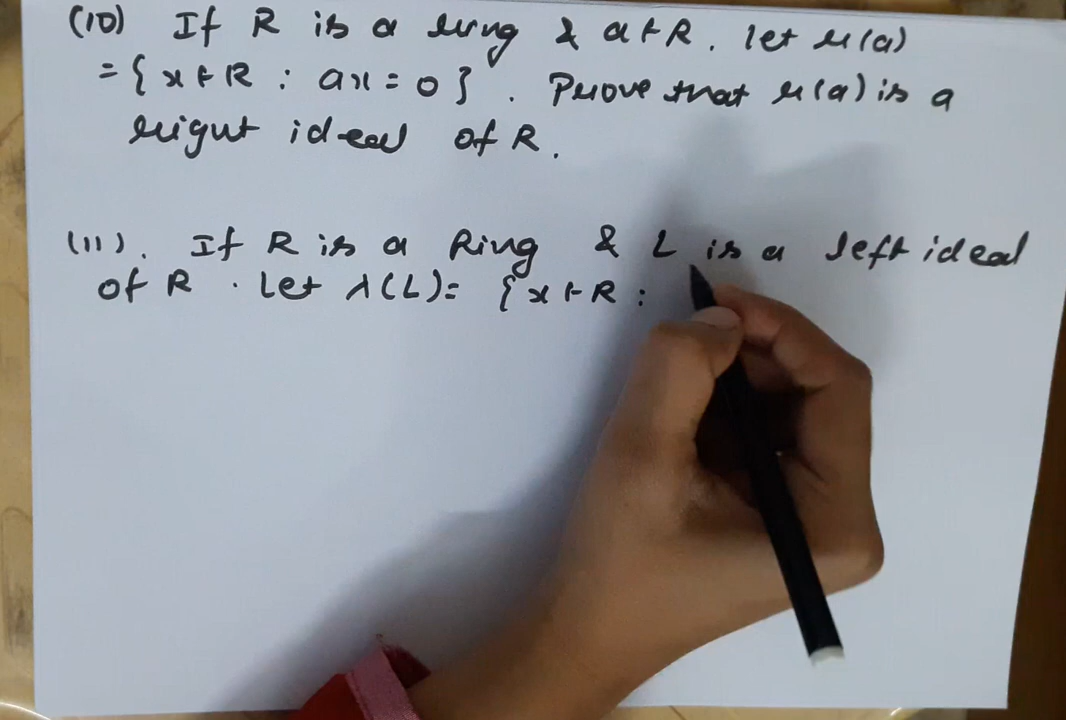 (10) If R is a ring & a ∈ R. let r(a)
= { x ∈ R : ax = 0 } . Prove that r(a) is a
right ideal of R.
(11). If R is a Ring & L is a left ideal
of R . Let λ(L)= { x ∈ R :